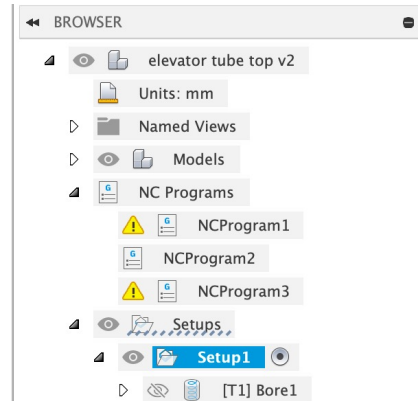 BROWSER
elevator tube top v2
Units: mm
Named Views
Models
NC Programs
G NCProgram1
G NCProgram2
G NCProgram3
Setups
Setup1
[T1] Bore1